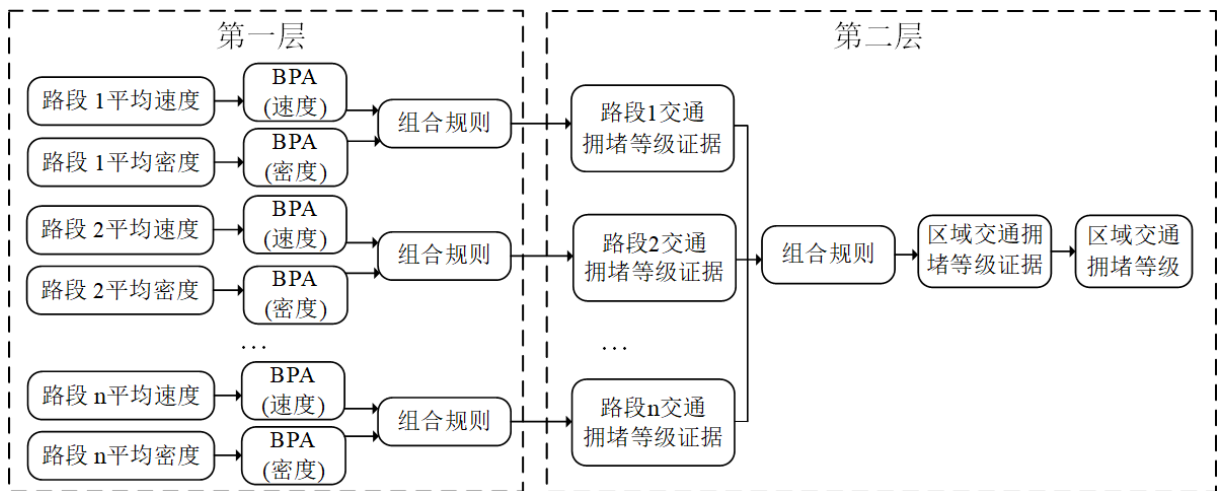 第一层
路段 1平均速度
BPA
(速度)
路段 1平均密度
BPA
(密度)
组合规则
路段 2平均速度
BPA
(速度)
路段 2平均密度
BPA
(密度)
组合规则
…
路段 n平均速度
BPA
(速度)
路段 n平均密度
BPA
(密度)
组合规则
第二层
路段1交通
拥堵等级证据
路段2交通
拥堵等级证据
…
路段n交通
拥堵等级证据
组合规则
区域交通拥
堵等级证据
区域交通
拥堵等级